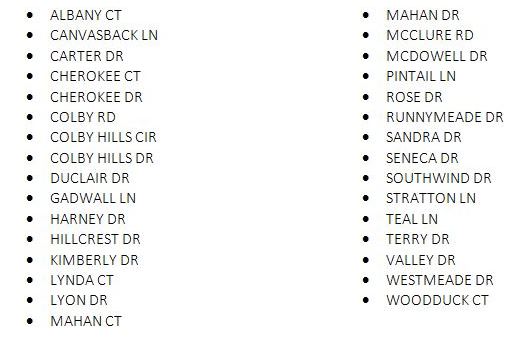 • ALBANY CT
• CANVASBACK LN
• CARTER DR
• CHEROKEE CT
• CHEROKEE DR
• COLBY RD
• COLBY HILLS CIR
• COLBY HILLS DR
• DUCLAIR DR
• GADWALL LN
• HARNEY DR
• HILLCREST DR
• KIMBERLY DR
• LYNDA CT
• LYON DR
• MAHAN CT
• MAHAN DR
• MCCLURE RD
• MCDOWELL DR
• PINTAIL LN
• ROSE DR
• RUNNYMEADE DR
• SANDRA DR
• SENECA DR
• SOUTHWIND DR
• STRATTON LN
• TEAL LN
• TERRY DR
• VALLEY DR
• WESTMEADE DR
• WOODDUCK CT